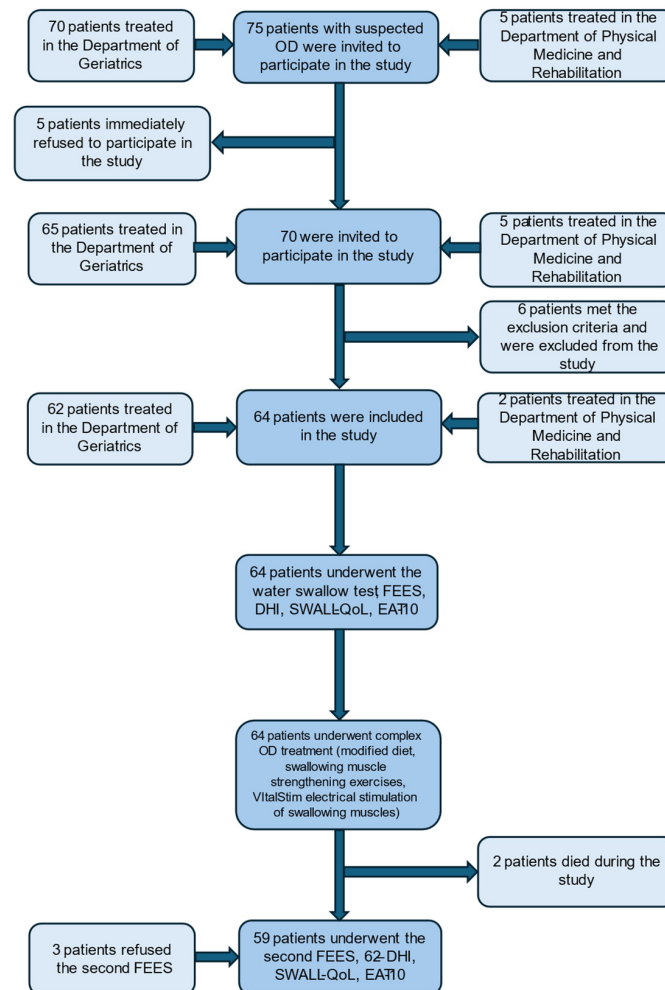 70 patients treated
in the Department of
Geriatrics
75 patients with suspected
OD were invited to
participate in the study
5 patients treated in the
Department of Physical
Medicine and
Rehabilitation
5 patients immediately
refused to participate in
the study
65 patients treated in
the Department of
Geriatrics
70 were invited to
participate in the study
5 patients treated in the
Department of Physical
Medicine and
Rehabilitation
6 patients met the
exclusion criteria and
were excluded from the
study
62 patients treated
in the Department of
Geriatrics
64 patients were included
in the study
2 patients treated in the
Department of Physical
Medicine and
Rehabilitation
64 patients underwent the
water swallow test, FEES,
DHI, SWALL-QoL, EAT-10
64 patients underwent complex
OD treatment (modified diet,
swallowing muscle
strengthening exercises,
VItalStim electrical stimulation
of swallowing muscles)
2 patients died during the
study
3 patients refused
the second FEES
59 patients underwent the
second FEES, 62-DHI,
SWALL-QoL, EAT-10